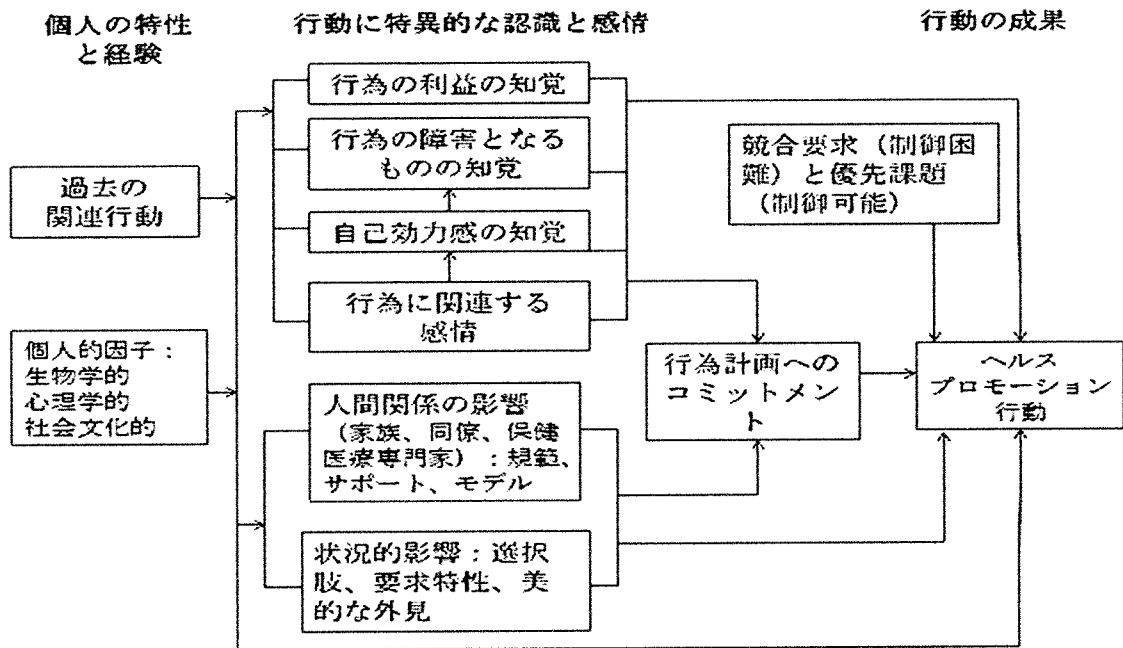 個人の特性
と経験
行動に特異的な認識と感情
行動の成果
過去の
関連行動
個人的因子：
生物学的
心理学的
社会文化的
行為の利益の知覚
行為の障害となる
ものの知覚
自己効力感の知覚
行為に関連する
感情
人間関係の影響
（家族、同僚、保健
医療専門家）：規範、
サポート、モデル
状況的影響：選択
肢、要求特性、美
的な外見
競合要求（制御困
難）と優先課題
（制御可能）
行為計画への
コミットメン
ト
ヘルス
プロモーション
行動